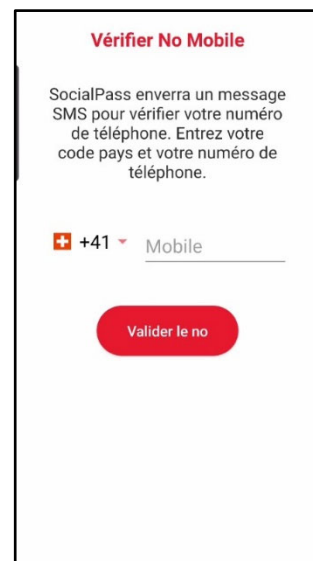 Vérifier No Mobile
SocialPass enverra un message
SMS pour vérifier votre numéro
de téléphone. Entrez votre
code pays et votre numéro de
téléphone.
+41 Mobile
Valider le no